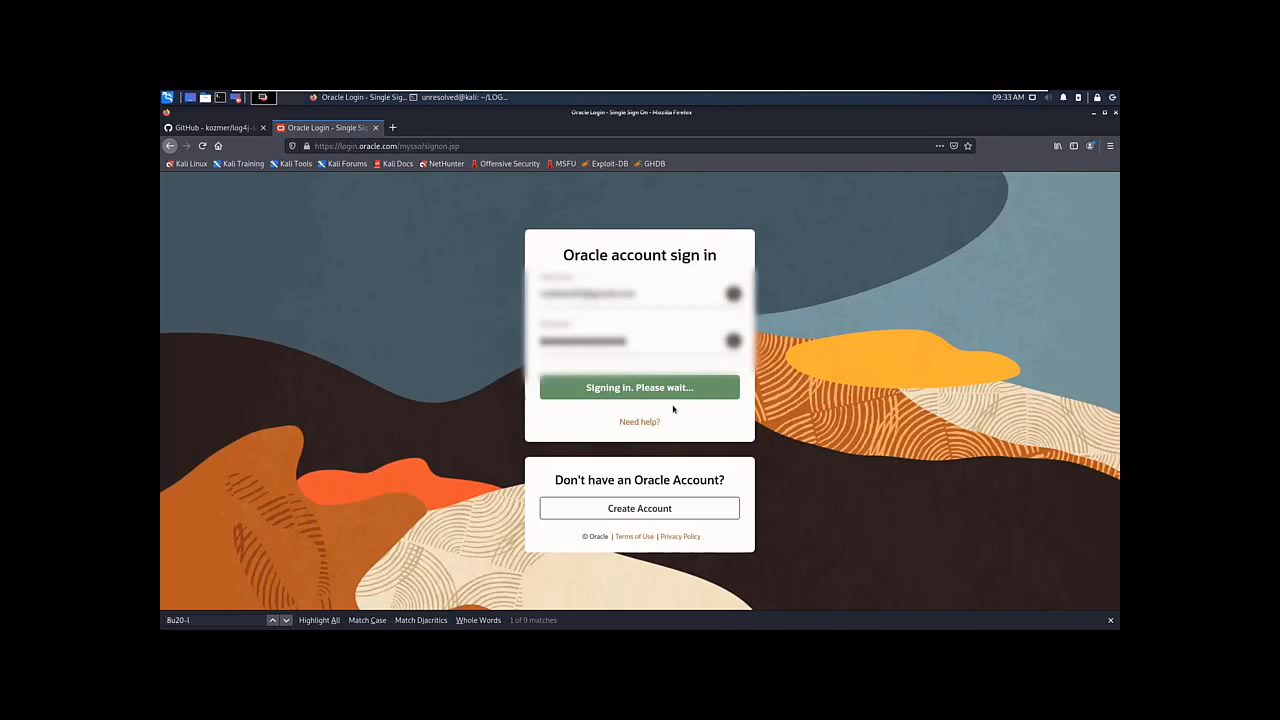 Oracle Login - Single Sig... unresolved@kali: ~/LOG... 09:33 AM
Oracle Login - Single Sign On - Mozilla Firefox
GitHub - kozmer/log4j-s Oracle Login - Single Sig
https://login.oracle.com/mysso/signon.jsp
Kali Linux Kali Training Kali Tools Kali Forums Kali Docs NetHunter Offensive Security MSFU Exploit-DB GHDB
Oracle account sign in
Signing in. Please wait...
Need help?
Don't have an Oracle Account?
Create Account
© Oracle | Terms of Use | Privacy Policy
8u20-l Highlight All Match Case Match Diacritics Whole Words 1 of 9 matches